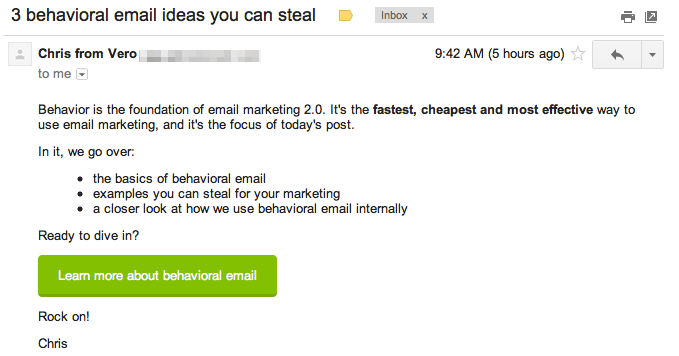 3 behavioral email ideas you can steal
Inbox x
Chris from Vero
9:42 AM (5 hours ago)
to me
Behavior is the foundation of email marketing 2.0. It's the fastest, cheapest and most effective way to
use email marketing, and it's the focus of today's post.
In it, we go over:
• the basics of behavioral email
• examples you can steal for your marketing
• a closer look at how we use behavioral email internally
Ready to dive in?
Learn more about behavioral email
Rock on!
Chris